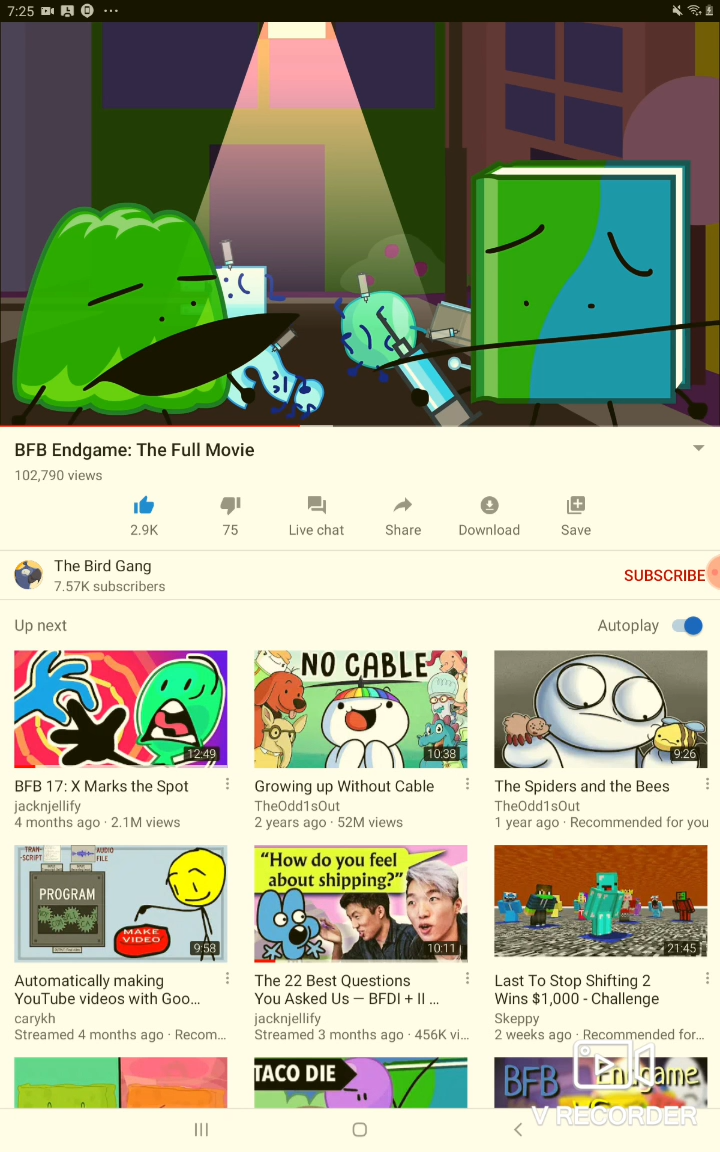 7:25
BFB Endgame: The Full Movie
102,790 views
2.9K
75
Live chat
Share
Download
Save
The Bird Gang
7.57K subscribers
SUBSCRIBE
Up next
Autoplay
NO CABLE
12:49
10:38
9:26
BFB 17: X Marks the Spot
jacknjellify
4 months ago · 2.1M views
Growing up Without Cable
TheOdd1sOut
2 years ago · 52M views
The Spiders and the Bees
TheOdd1sOut
1 year ago · Recommended for you
TRAN-
-SCRIPT
AUDIO
FILE
PROGRAM
MAKE
VIDEO
9:58
"How do you feel
about shipping?"
10:11
21:45
Automatically making
YouTube videos with Goo...
carykh
Streamed 4 months ago · Recom...
The 22 Best Questions
You Asked Us — BFDI + II ...
jacknjellify
Streamed 3 months ago · 456K vi...
Last To Stop Shifting 2
Wins $1,000 - Challenge
Skeppy
2 weeks ago · Recommended for...
TACO DIE
BFB Endgame
V RECORDER